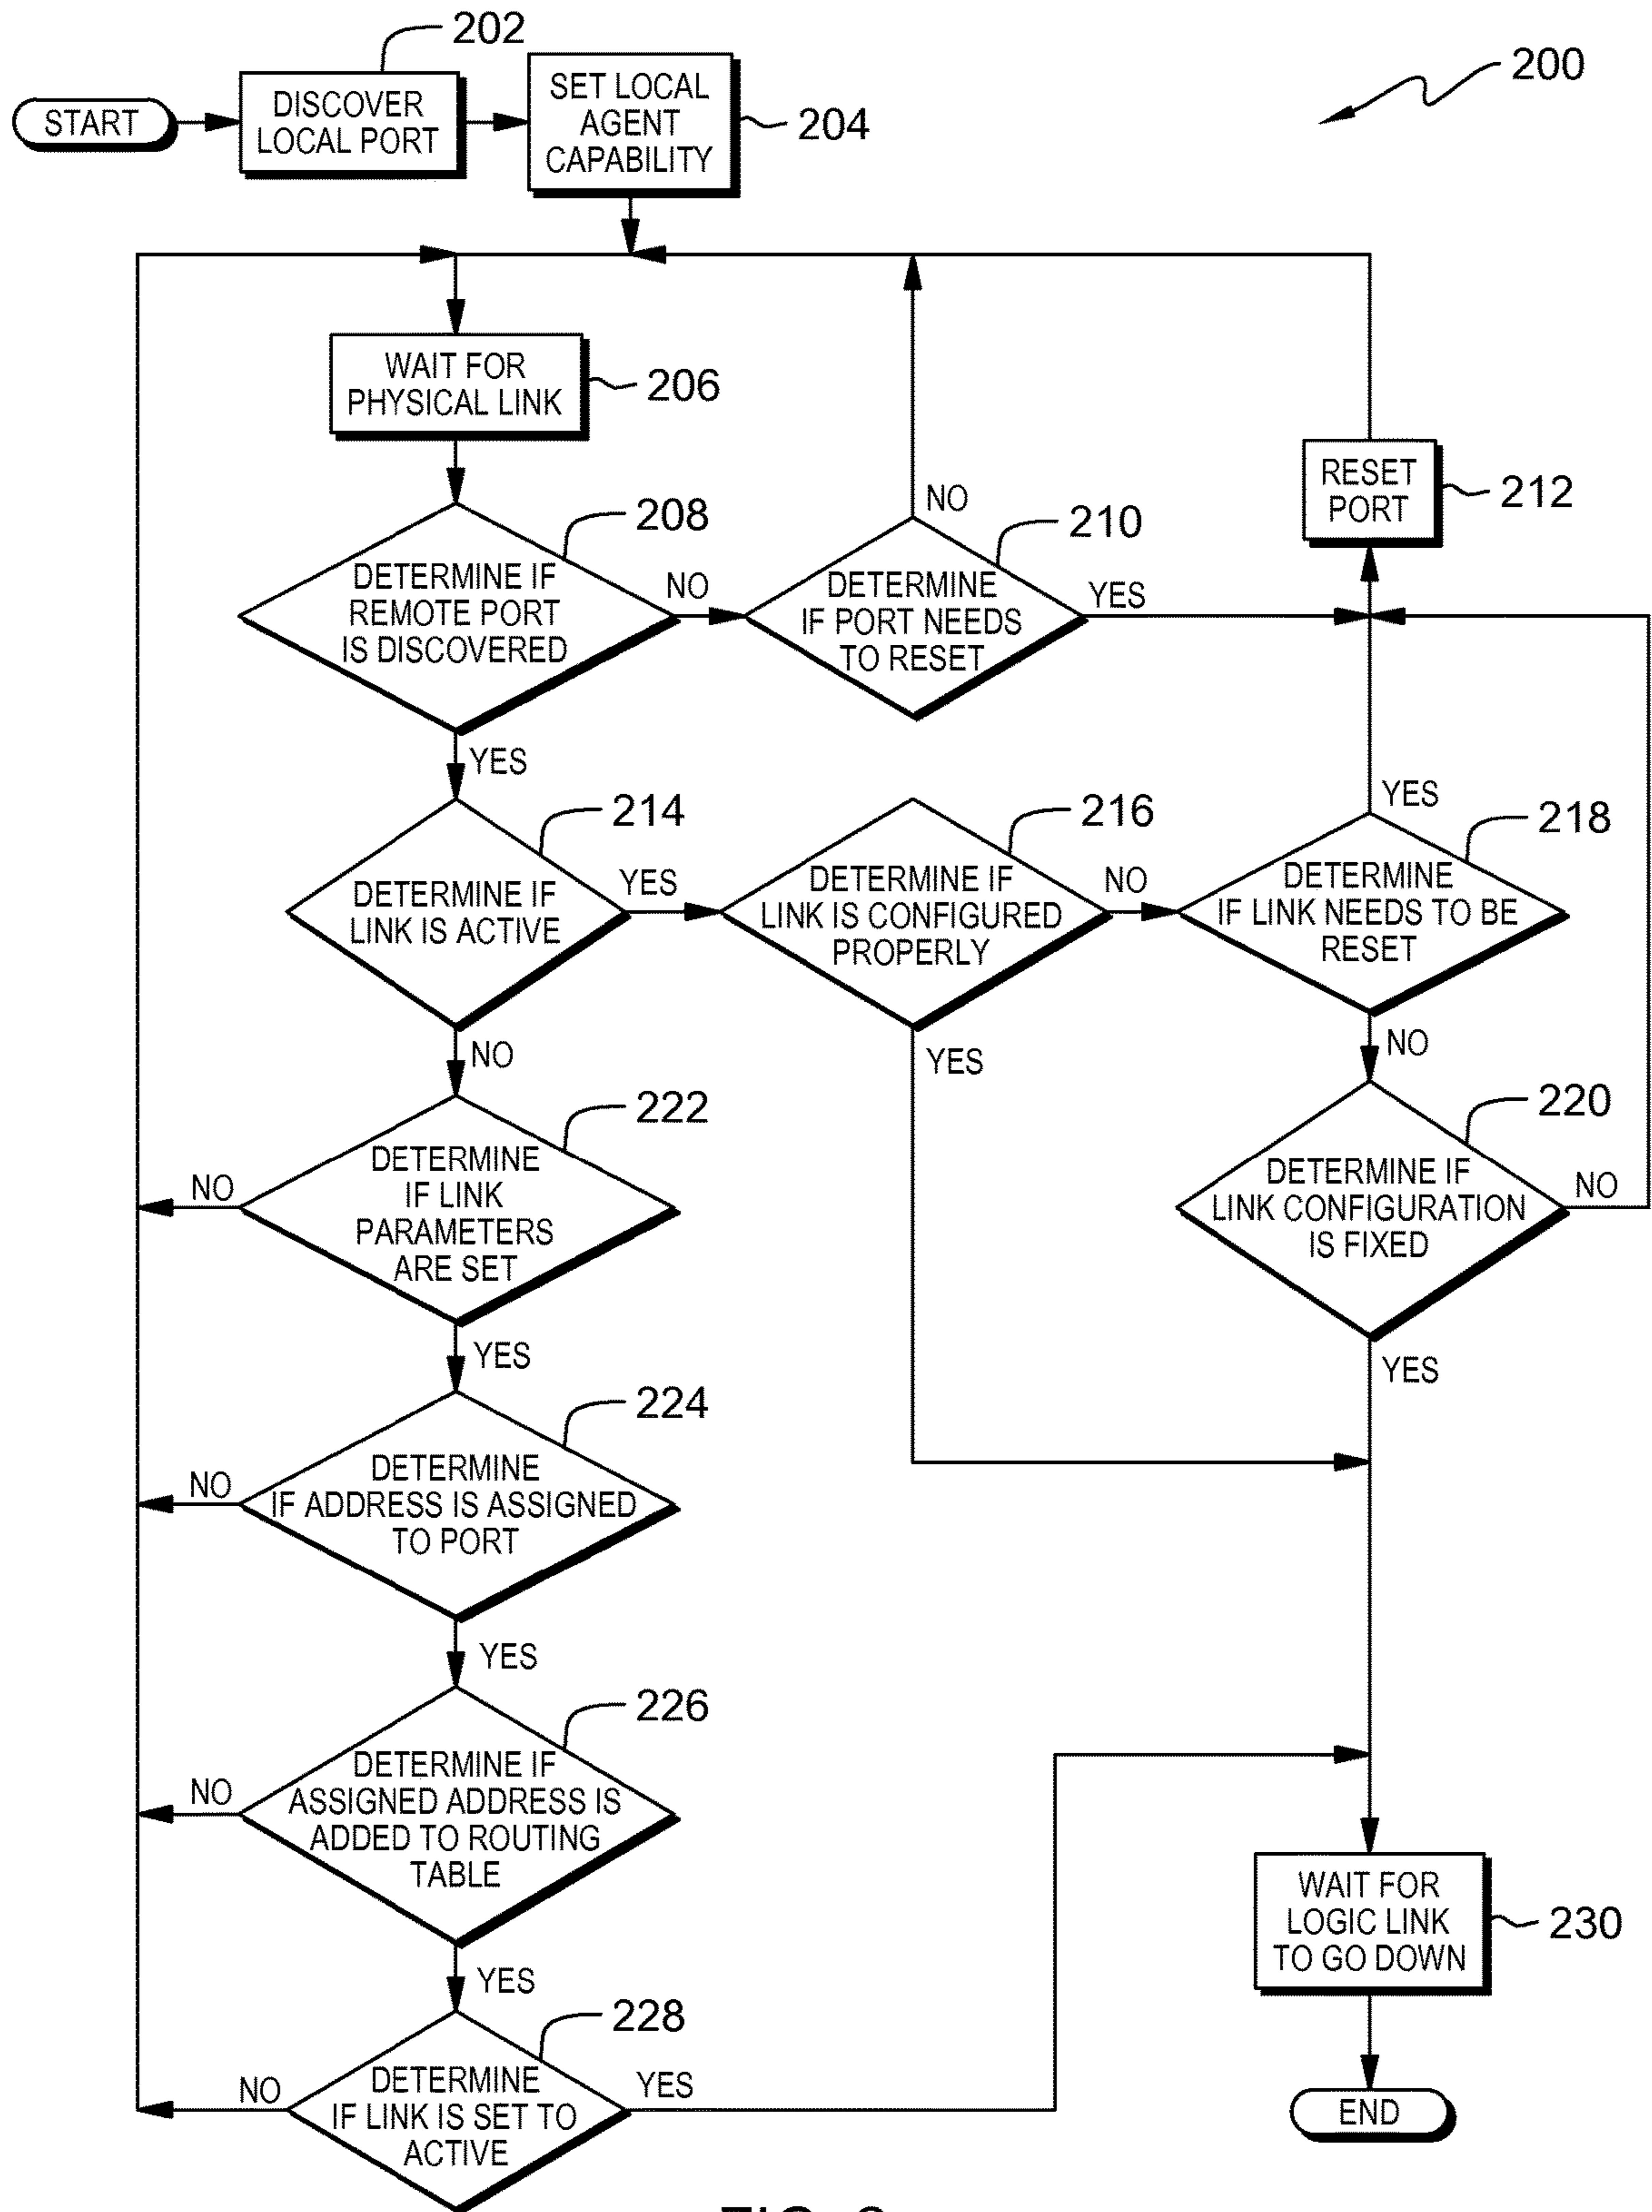 202
200
START
DISCOVER
LOCAL PORT
SET LOCAL
AGENT
CAPABILITY
204
WAIT FOR
PHYSICAL LINK
206
RESET
PORT
212
208
DETERMINE IF
REMOTE PORT
IS DISCOVERED
NO
YES
210
DETERMINE
IF PORT NEEDS
TO RESET
NO
YES
214
DETERMINE IF
LINK IS ACTIVE
YES
NO
216
DETERMINE IF
LINK IS CONFIGURED
PROPERLY
NO
YES
218
DETERMINE
IF LINK NEEDS TO BE
RESET
YES
NO
220
DETERMINE IF
LINK CONFIGURATION
IS FIXED
NO
YES
222
DETERMINE
IF LINK
PARAMETERS
ARE SET
NO
YES
224
DETERMINE
IF ADDRESS IS ASSIGNED
TO PORT
NO
YES
226
DETERMINE IF
ASSIGNED ADDRESS IS
ADDED TO ROUTING
TABLE
NO
YES
228
DETERMINE
IF LINK IS SET TO
ACTIVE
NO
YES
WAIT FOR
LOGIC LINK
TO GO DOWN
230
END